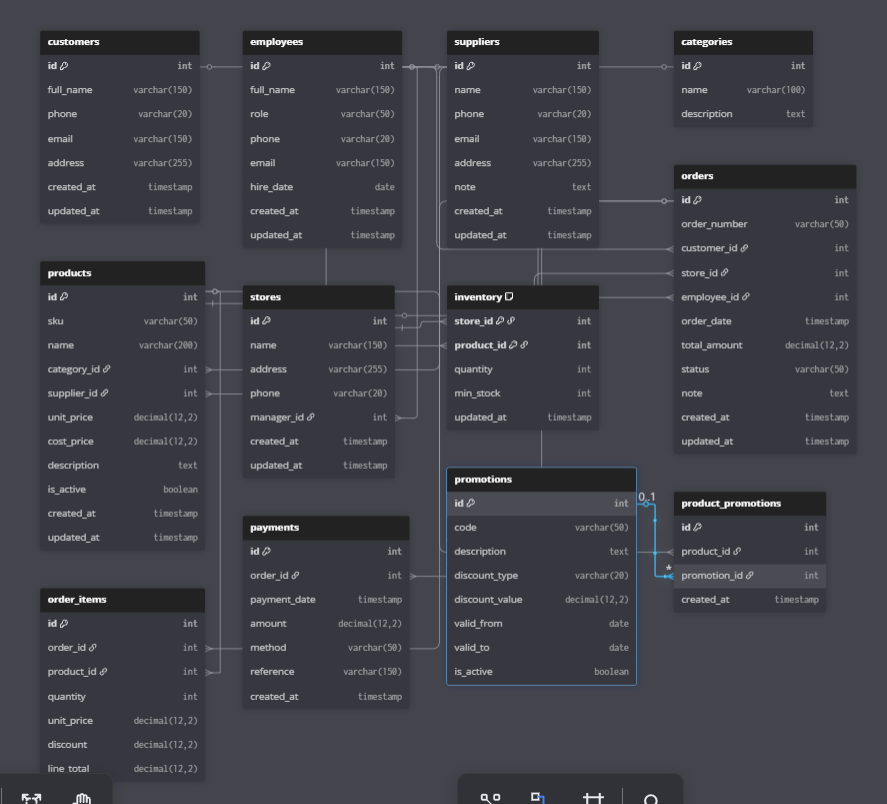 customers
id int
full_name varchar(150)
phone varchar(20)
email varchar(150)
address varchar(255)
created_at timestamp
updated_at timestamp
employees
id int
full_name varchar(150)
role varchar(50)
phone varchar(20)
email varchar(150)
hire_date date
created_at timestamp
updated_at timestamp
suppliers
id int
name varchar(150)
phone varchar(20)
email varchar(150)
address varchar(255)
note text
created_at timestamp
updated_at timestamp
categories
id int
name varchar(100)
description text
orders
id int
order_number varchar(50)
customer_id int
store_id int
employee_id int
order_date timestamp
total_amount decimal(12,2)
status varchar(50)
note text
created_at timestamp
updated_at timestamp
products
id int
sku varchar(50)
name varchar(200)
category_id int
supplier_id int
unit_price decimal(12,2)
cost_price decimal(12,2)
description text
is_active boolean
created_at timestamp
updated_at timestamp
stores
id int
name varchar(150)
address varchar(255)
phone varchar(20)
manager_id int
created_at timestamp
updated_at timestamp
inventory
store_id int
product_id int
quantity int
min_stock int
updated_at timestamp
promotions
id int
code varchar(50)
description text
discount_type varchar(20)
discount_value decimal(12,2)
valid_from date
valid_to date
is_active boolean
0..1
*
product_promotions
id int
product_id int
promotion_id int
created_at timestamp
payments
id int
order_id int
payment_date timestamp
amount decimal(12,2)
method varchar(50)
reference varchar(150)
created_at timestamp
order_items
id int
order_id int
product_id int
quantity int
unit_price decimal(12,2)
discount decimal(12,2)
line_total decimal(12,2)